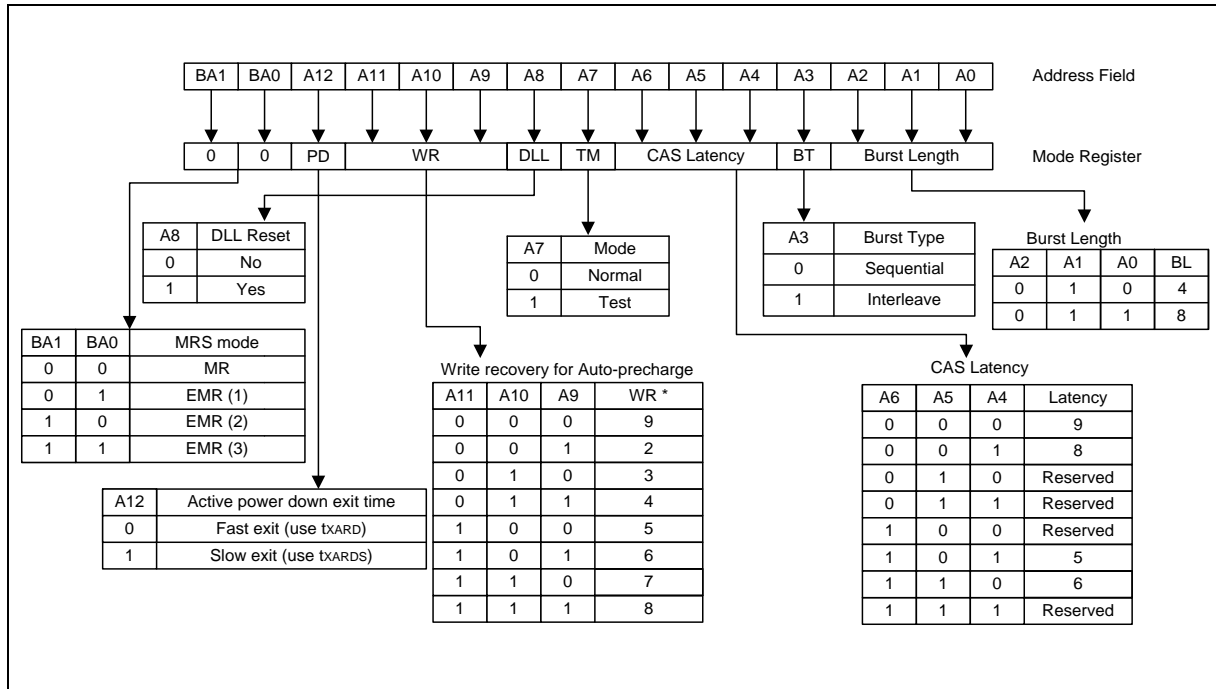 BA1 BA0 A12 A11 A10 A9 A8 A7 A6 A5 A4 A3 A2 A1 A0 Address Field
0 0 PD WR DLL TM CAS Latency BT Burst Length Mode Register
A8 DLL Reset
0 No
1 Yes
A7 Mode
0 Normal
1 Test
A3 Burst Type
0 Sequential
1 Interleave
Burst Length
A2 A1 A0 BL
0 1 0 4
0 1 1 8
BA1 BA0 MRS mode
0 0 MR
0 1 EMR (1)
1 0 EMR (2)
1 1 EMR (3)
A12 Active power down exit time
0 Fast exit (use tXARD)
1 Slow exit (use tXARDS)
Write recovery for Auto-precharge
A11 A10 A9 WR *
0 0 0 9
0 0 1 2
0 1 0 3
0 1 1 4
1 0 0 5
1 0 1 6
1 1 0 7
1 1 1 8
CAS Latency
A6 A5 A4 Latency
0 0 0 9
0 0 1 8
0 1 0 Reserved
0 1 1 Reserved
1 0 0 Reserved
1 0 1 5
1 1 0 6
1 1 1 Reserved